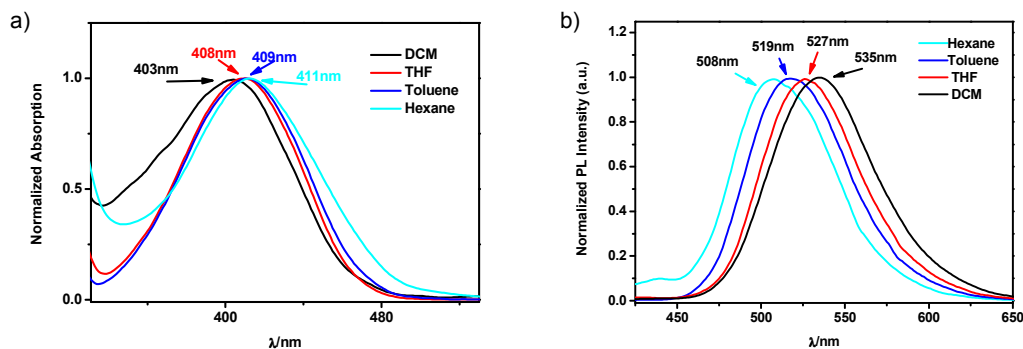 a)
408nm
409nm
403nm
411nm
DCM
THF
Toluene
Hexane
Normalized Absorption
1.0
0.5
0.0
400
480
λ/nm
b)
508nm
519nm
527nm
535nm
Hexane
Toluene
THF
DCM
Normalized PL Intensity (a.u.)
1.2
1.0
0.8
0.6
0.4
0.2
0.0
450
500
550
600
650
λ/nm